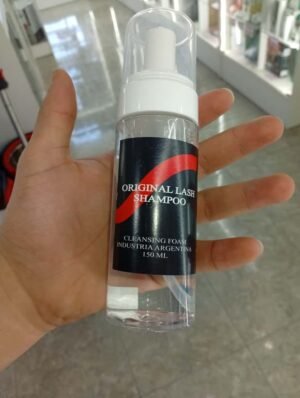 ORIGINAL LASH
SHAMPOO
CLEANSING FOAM
INDUSTRIA ARGENTINA
150 ML